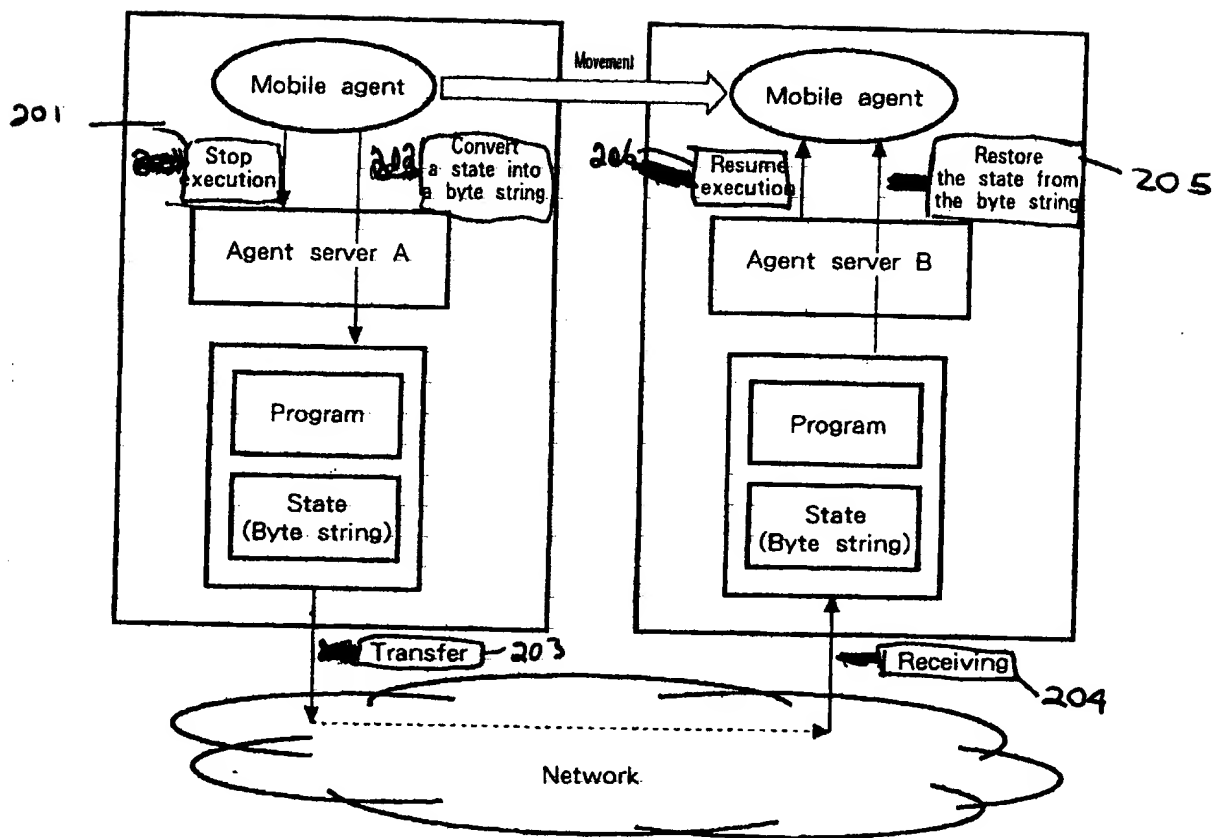 Movement
Mobile agent
Mobile agent
201
Stop
execution
202
Convert
a state into
a byte string
206
Resume
execution
Restore
the state from
the byte string
205
Agent server A
Agent server B
Program
State
(Byte string)
Program
State
(Byte string)
Transfer
203
Receiving
204
Network